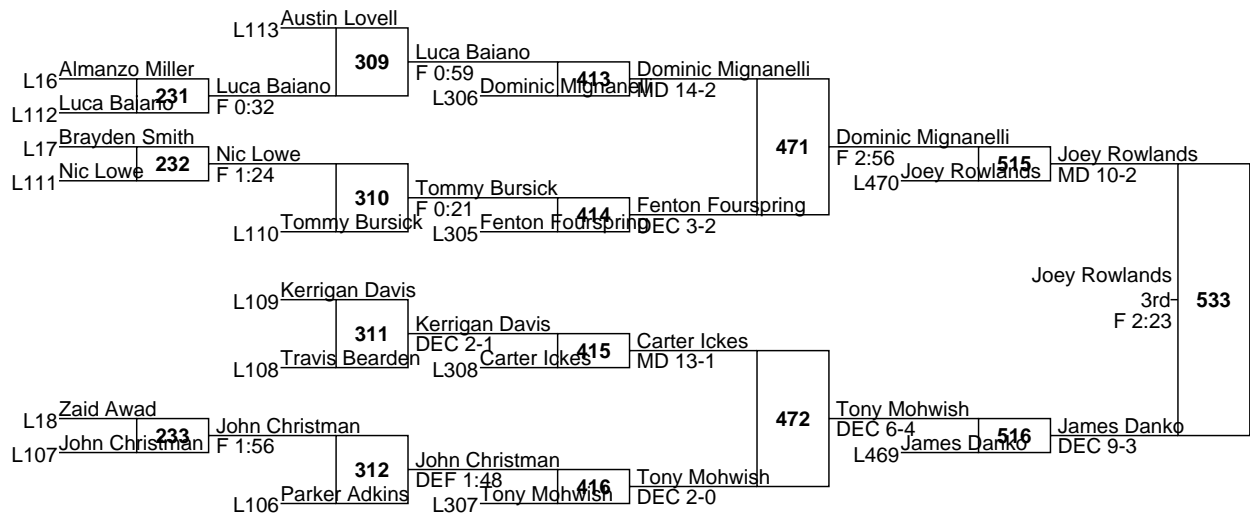 Austin Lovell
L113
309
Luca Baiano
F 0:59
Almanzo Miller
L16
231
Luca Baiano
F 0:32
Luca Baiano
L112
413
Dominic Mignanelli
L306
Dominic Mignanelli
MD 14-2
Brayden Smith
L17
232
Nic Lowe
F 1:24
Nic Lowe
L111
310
Tommy Bursick
F 0:21
Tommy Bursick
L110
414
Fenton Fourspring
L305
Fenton Fourspring
DEC 3-2
471
Dominic Mignanelli
F 2:56
515
Joey Rowlands
L470
Joey Rowlands
MD 10-2
Kerrigan Davis
L109
311
Kerrigan Davis
DEC 2-1
Travis Bearden
L108
415
Carter Ickes
L308
Carter Ickes
MD 13-1
Joey Rowlands
3rd
F 2:23
533
Zaid Awad
L18
233
John Christman
F 1:56
John Christman
L107
312
John Christman
DEF 1:48
Parker Adkins
L106
416
Tony Mohwish
L307
Tony Mohwish
DEC 2-0
472
Tony Mohwish
DEC 6-4
516
James Danko
L469
James Danko
DEC 9-3